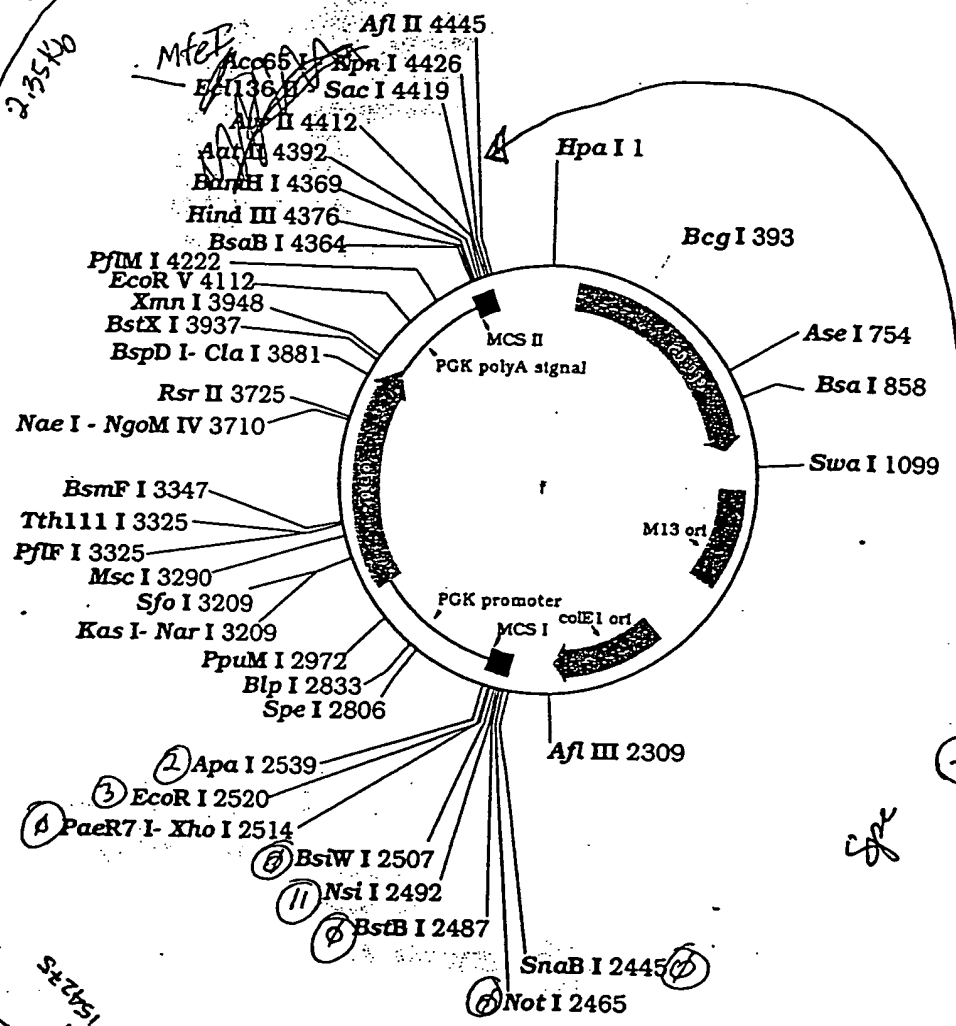 2.35Kb
MfeI
Afl II 4445
Acc65 I - Kpn I 4426
Ecl136 II - Sac I 4419
Avr II 4412
Aat II 4392
BamH I 4369
Hind III 4376
BsaB I 4364
PflM I 4222
EcoR V 4112
Xmn I 3948
BstX I 3937
BspD I- Cla I 3881
Rsr II 3725
Nae I - NgoM IV 3710
BsmF I 3347
Tth111 I 3325
PflF I 3325
Msc I 3290
Sfo I 3209
Kas I- Nar I 3209
PpuM I 2972
Blp I 2833
Spe I 2806
Hpa I 1
Bcg I 393
Ase I 754
Bsa I 858
Swa I 1099
MCS II
PGK polyA signal
M13 ori
PGK promoter
colE1 ori
MCS I
Afl III 2309
2 Apa I 2539
3 EcoR I 2520
PaeR7 I- Xho I 2514
BsiW I 2507
11 Nsi I 2492
Ø BstB I 2487
SnaB I 2445
Not I 2465
Spe
154275